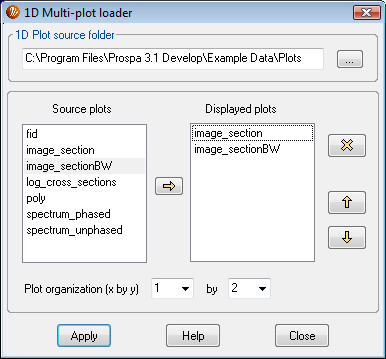 1D Multi-plot loader
1D Plot source folder
C:\Program Files\Prospa 3.1 Develop\Example Data\Plots
...
Source plots
Displayed plots
fid
image_section
image_sectionBW
log_cross_sections
poly
spectrum_phased
spectrum_unphased
image_section
image_sectionBW
Plot organization (x by y)
1
by
2
Apply
Help
Close